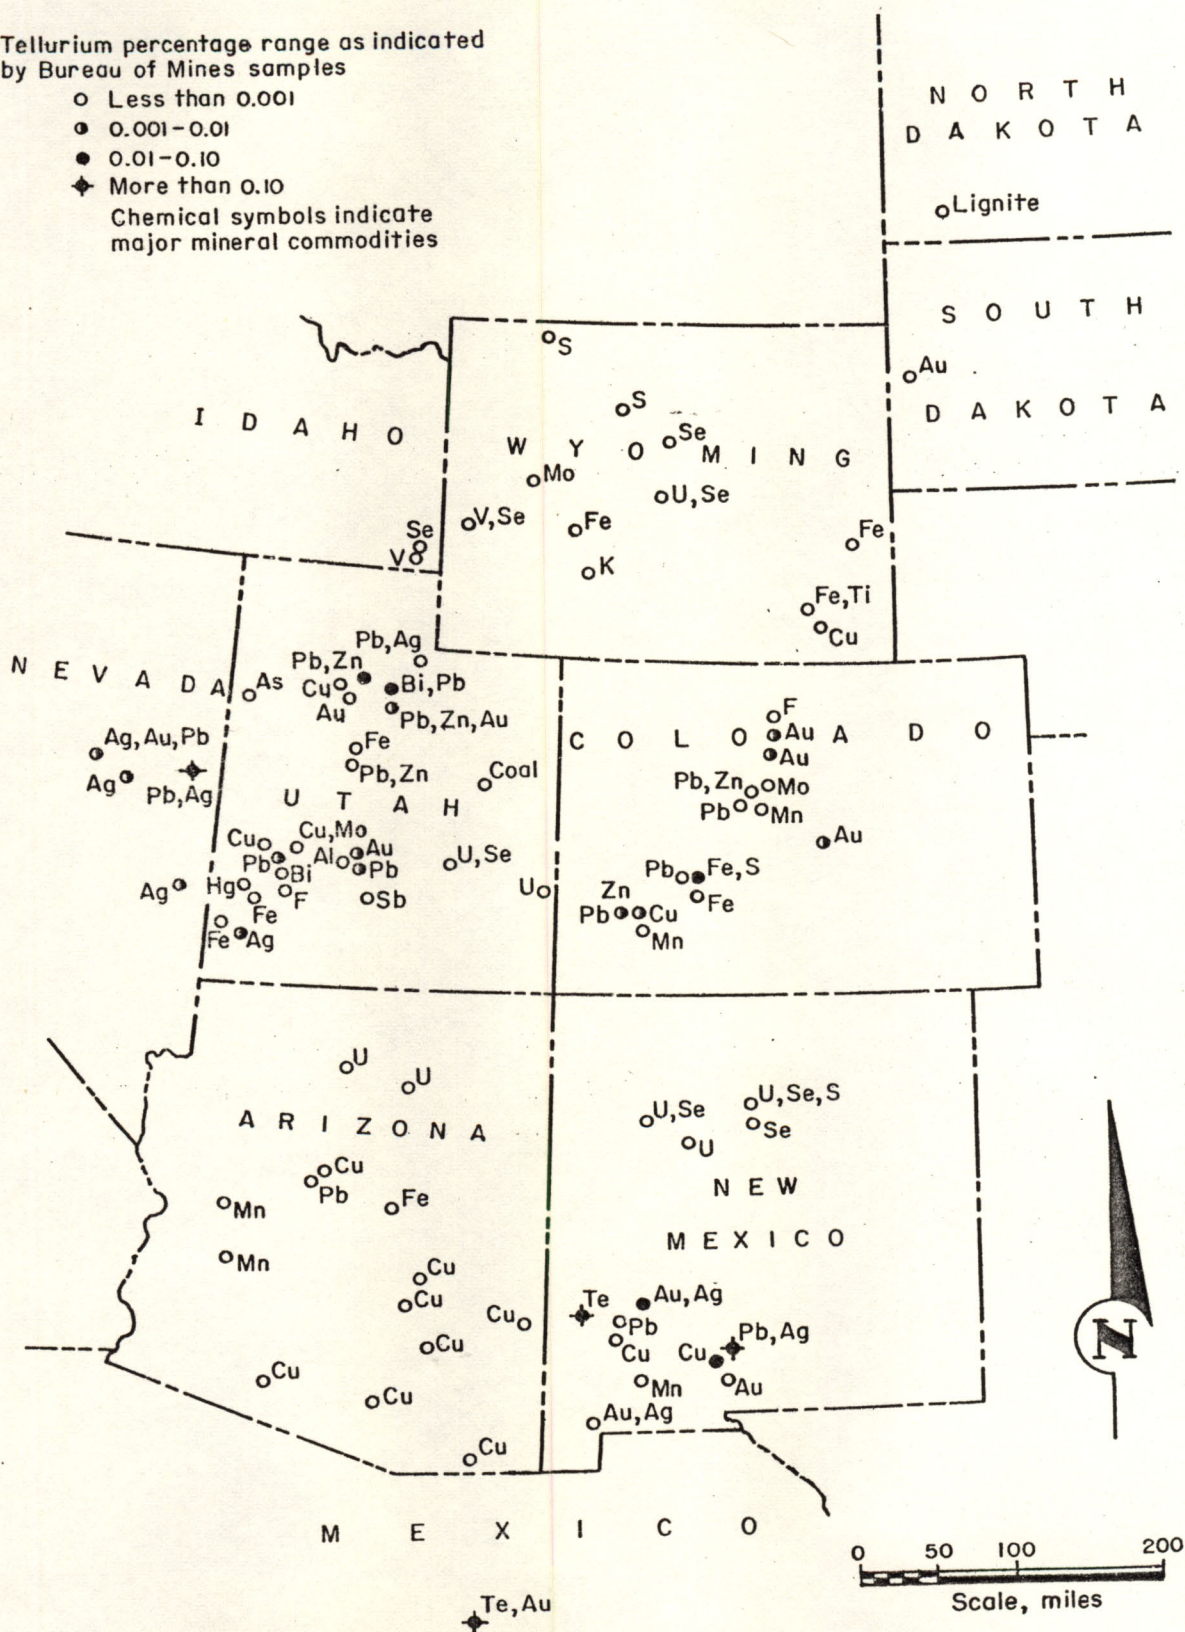 Tellurium percentage range as indicated
by Bureau of Mines samples
Less than 0.001
0.001-0.01
0.01-0.10
More than 0.10
Chemical symbols indicate
major mineral commodities
NORTH
DAKOTA
Lignite
SOUTH
DAKOTA
Au
IDAHO
Se
V
WYOMING
S
S
Se
Mo
U,Se
V,Se
Fe
K
Fe
Fe,Ti
Cu
NEVADA
Ag,Au,Pb
Ag
Pb,Ag
Ag
UTAH
As
Pb,Ag
Pb,Zn
Cu
Bi,Pb
Au
Pb,Zn,Au
Fe
Pb,Zn
Coal
Cu
Cu,Mo
Pb
Al
Au
Bi
Pb
U,Se
Hg
F
Sb
U
Fe
Fe
Ag
COLORADO
F
Au
Au
Pb,Zn
Mo
Pb
Mn
Au
Pb
Fe,S
Zn
Fe
Pb
Cu
Mn
ARIZONA
U
U
Cu
Pb
Fe
Mn
Mn
Cu
Cu
Cu
Cu
Cu
Cu
Cu
NEW
MEXICO
U,Se
U,Se,S
Se
U
Te
Au,Ag
Pb
Cu
Pb,Ag
Cu
Mn
Au
Au,Ag
N
MEXICO
Te,Au
0 50 100 200
Scale, miles